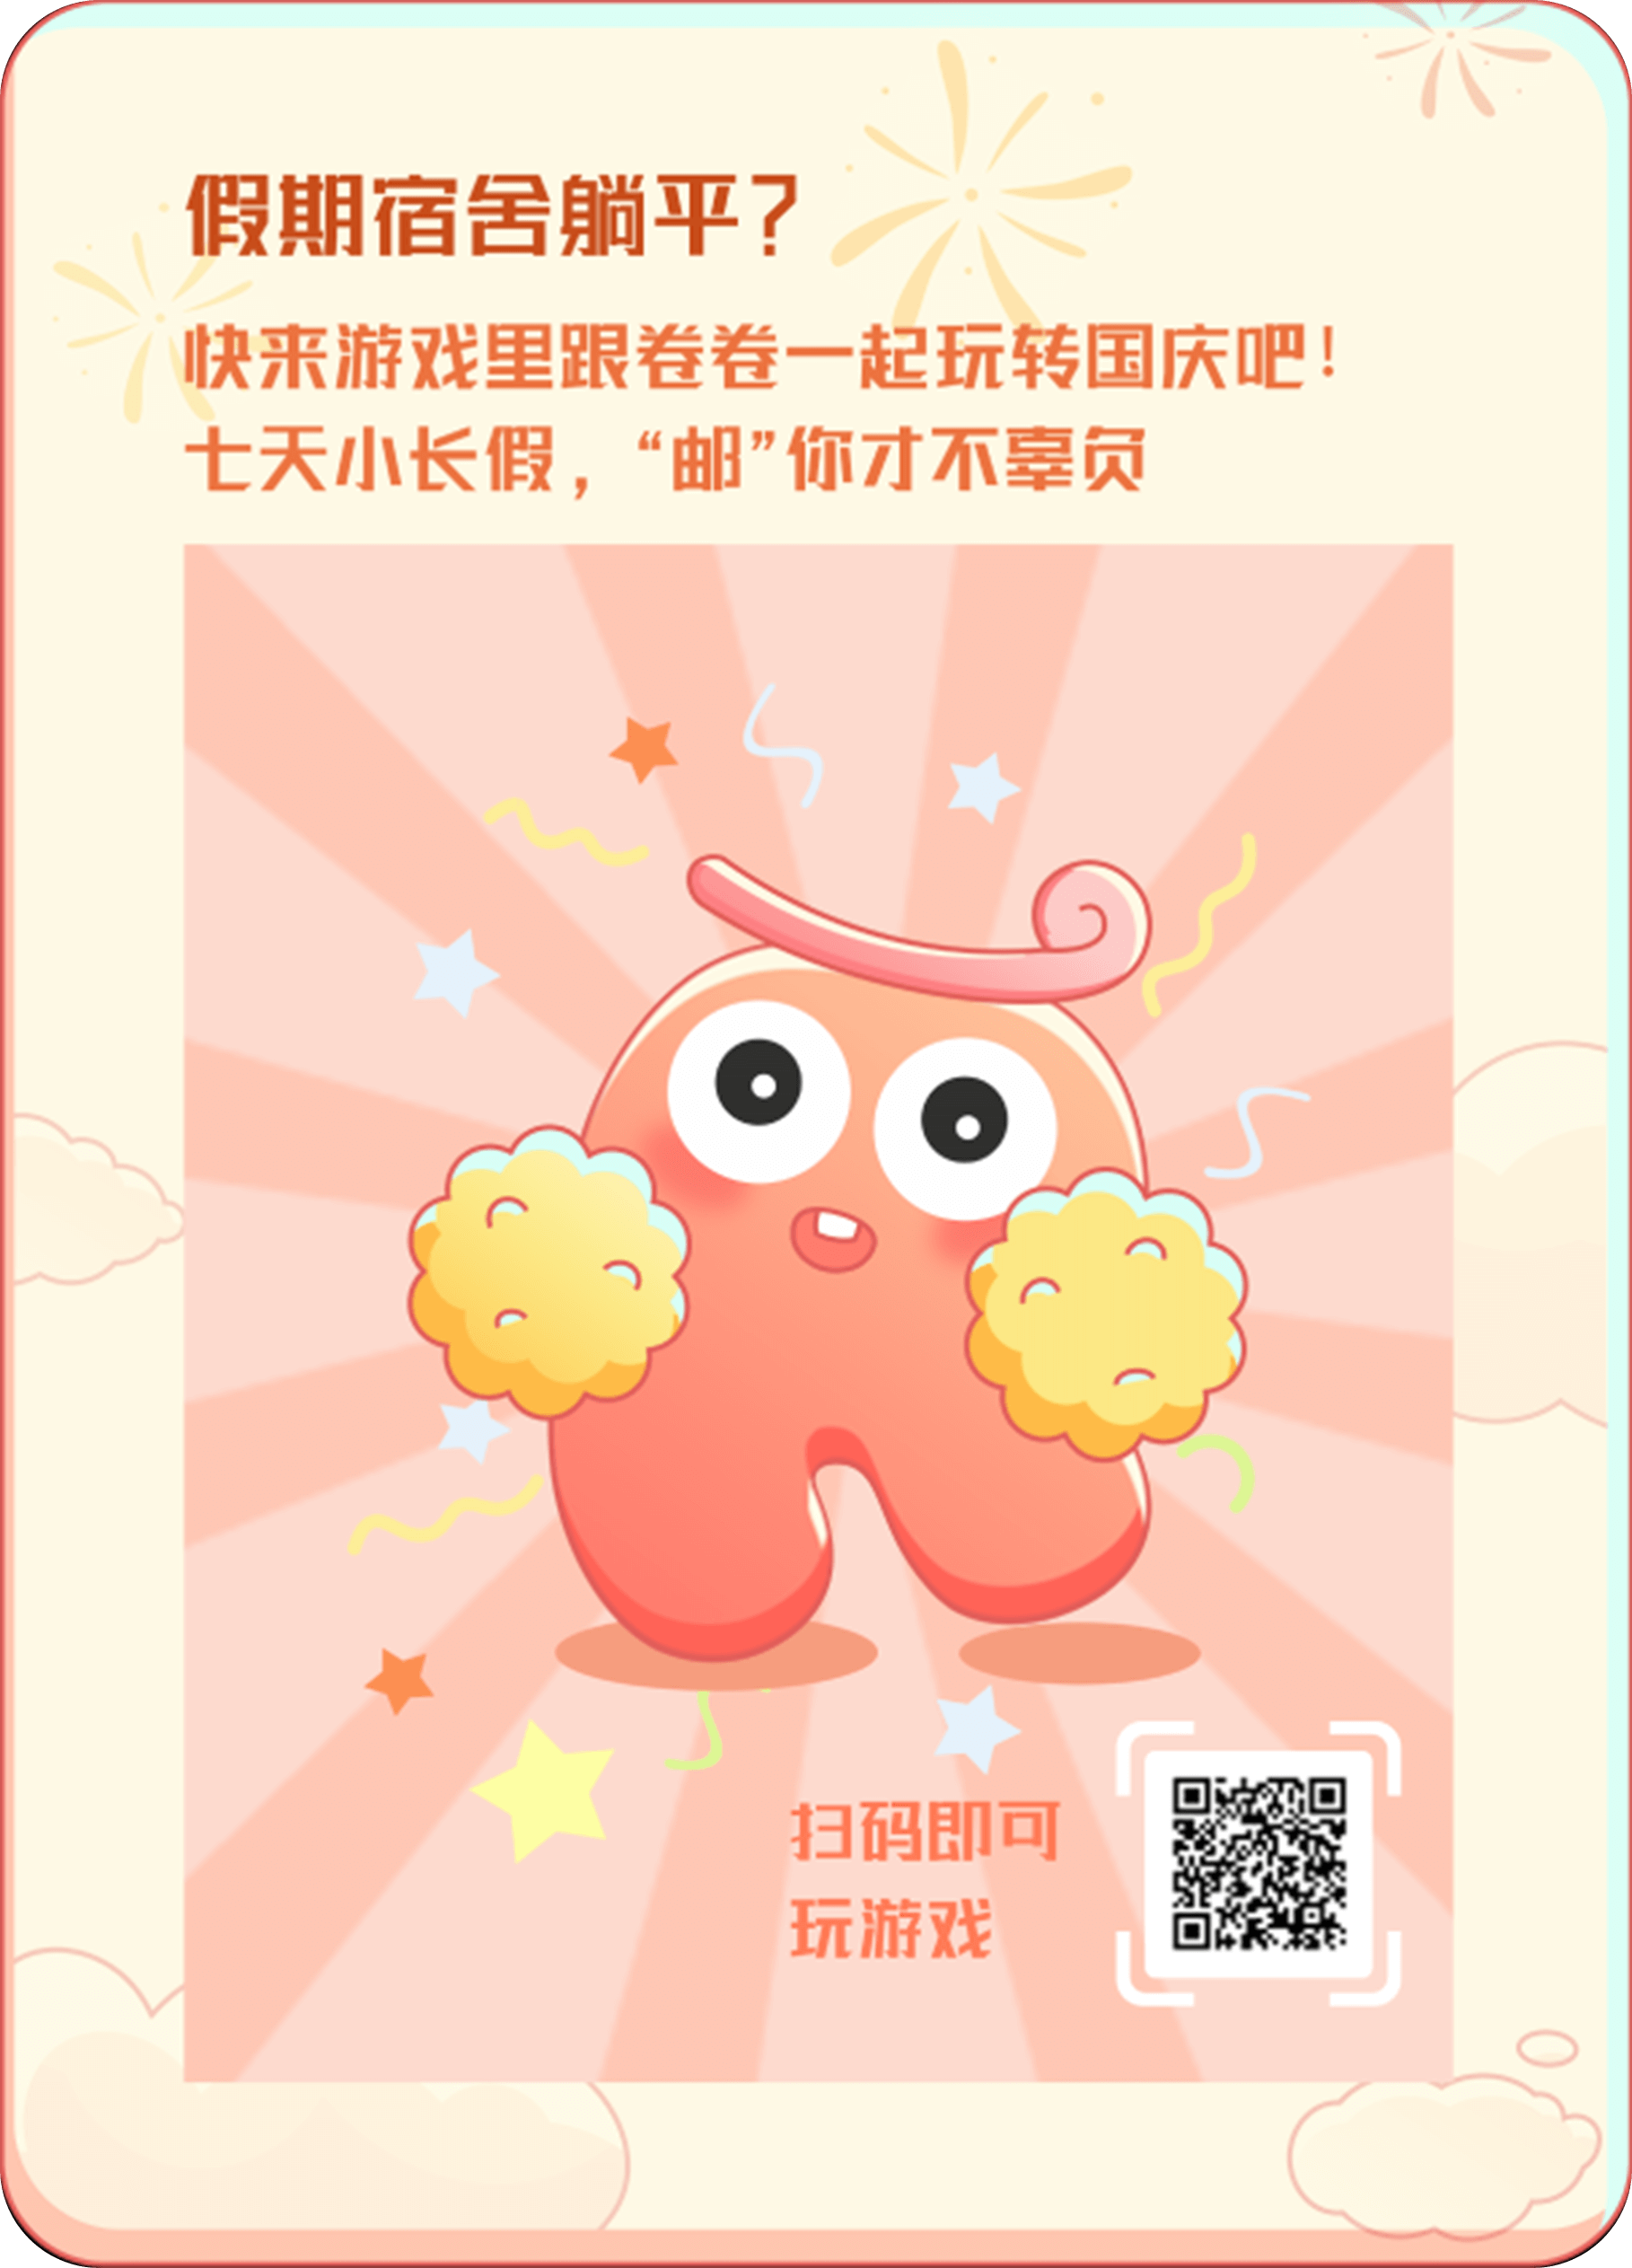 假期宿舍躺平？
快来游戏里跟卷卷一起玩转国庆吧！
七天小长假，“邮”你才不辜负
扫码即可
玩游戏